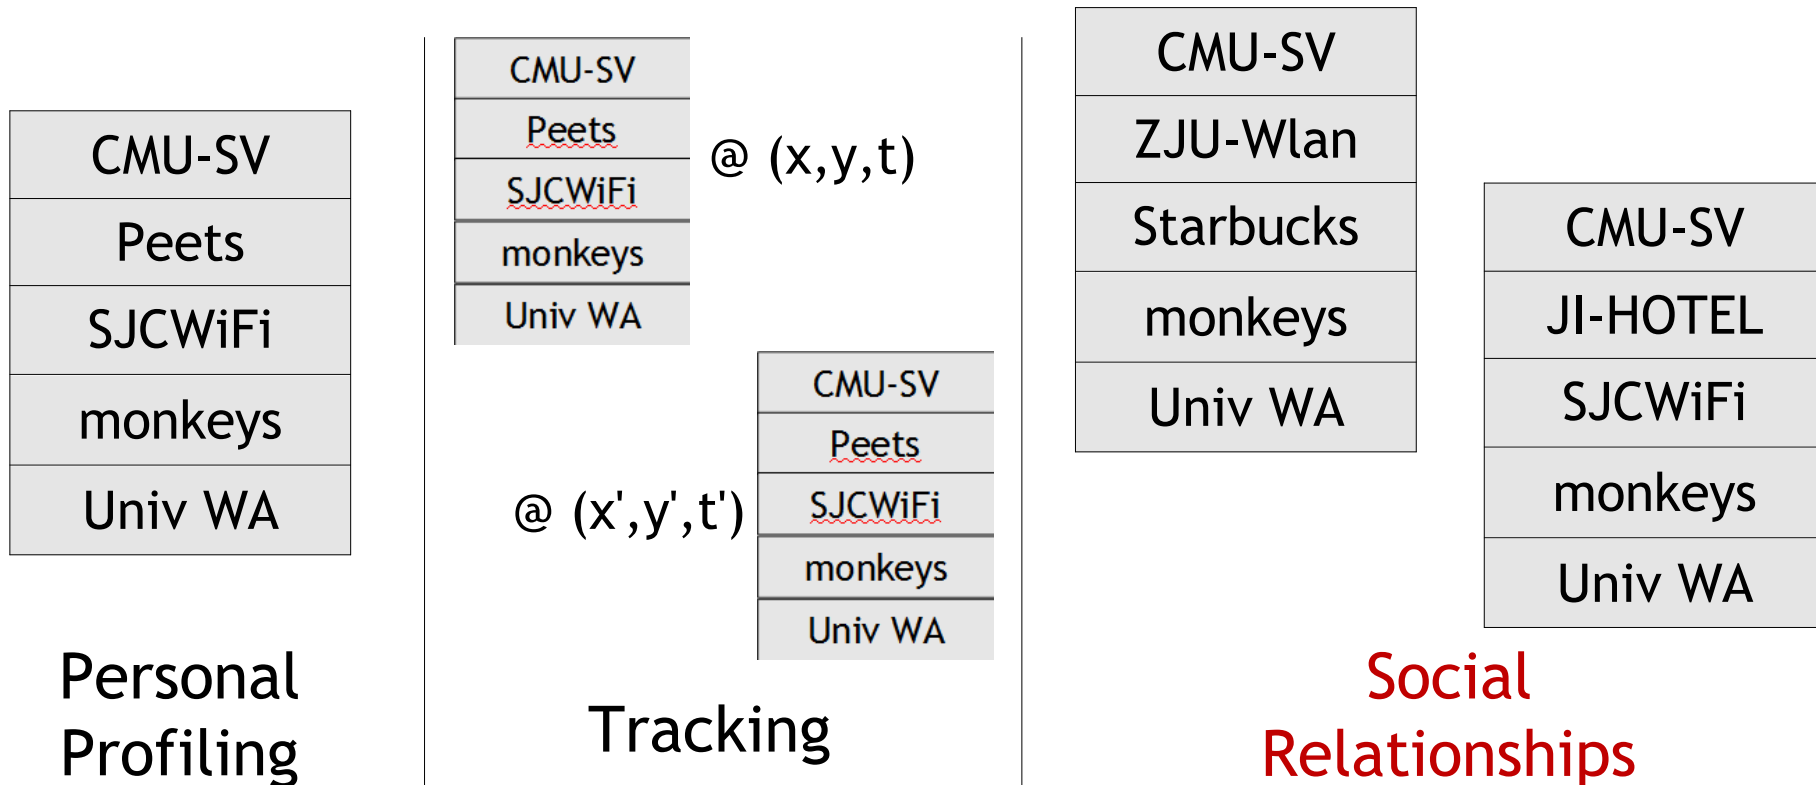 CMU-SV
Peets
SJCWiFi
monkeys
Univ WA
Personal
Profiling
CMU-SV
Peets
SJCWiFi
monkeys
Univ WA
@ (x,y,t)
CMU-SV
Peets
SJCWiFi
monkeys
Univ WA
@ (x',y',t')
Tracking
CMU-SV
ZJU-Wlan
Starbucks
monkeys
Univ WA
CMU-SV
JI-HOTEL
SJCWiFi
monkeys
Univ WA
Social
Relationships